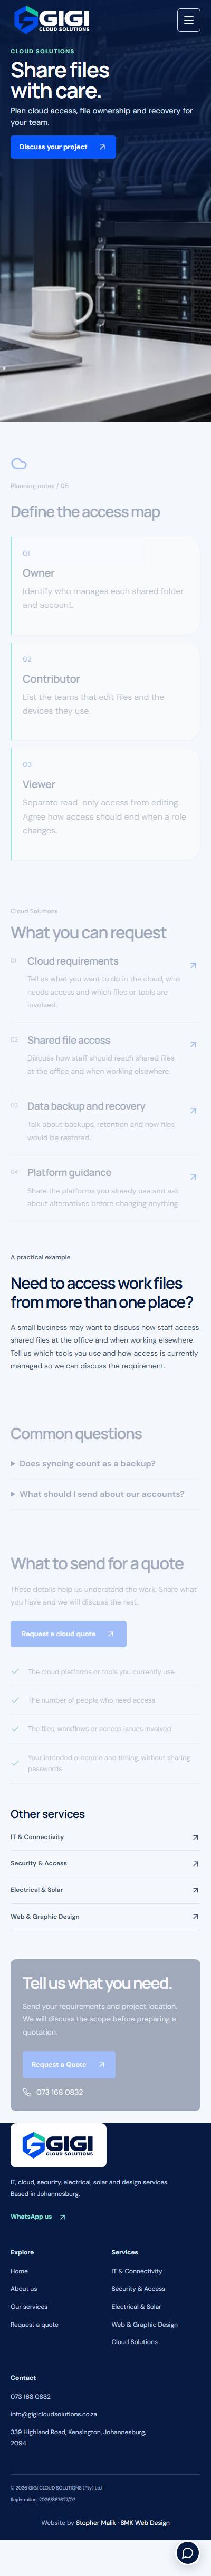 GIGI
CLOUD SOLUTIONS
CLOUD SOLUTIONS
Share files
with care.
Plan cloud access, file ownership and recovery for
your team.
Discuss your project
Planning notes / 05
Define the access map
01
Owner
Identify who manages each shared folder
and account.
02
Contributor
List the teams that edit files and the
devices they use.
03
Viewer
Separate read-only access from editing.
Agree how access should end when a role
changes.
Cloud Solutions
What you can request
01
Cloud requirements
Tell us what you want to do in the cloud, who
needs access and which files or tools are
involved.
02
Shared file access
Discuss how staff should reach shared files
at the office and when working elsewhere.
03
Data backup and recovery
Talk about backups, retention and how files
would be restored.
04
Platform guidance
Share the platforms you already use and ask
about alternatives before changing anything.
A practical example
Need to access work files
from more than one place?
A small business may want to discuss how staff access
shared files at the office and when working elsewhere.
Tell us which tools you use and how access is currently
managed so we can discuss the requirement.
Common questions
Does syncing count as a backup?
What should I send about our accounts?
What to send for a quote
These details help us understand the work. Share what
you have and we will discuss the rest.
Request a cloud quote
The cloud platforms or tools you currently use
The number of people who need access
The files, workflows or access issues involved
Your intended outcome and timing, without sharing
passwords
Other services
IT & Connectivity
Security & Access
Electrical & Solar
Web & Graphic Design
Tell us what you need.
Send your requirements and project location.
We will discuss the scope before preparing a
quotation.
Request a Quote
073 168 0832
GIGI
CLOUD SOLUTIONS
IT, cloud, security, electrical, solar and design services.
Based in Johannesburg.
WhatsApp us
Explore
Home
About us
Our services
Request a quote
Services
IT & Connectivity
Security & Access
Electrical & Solar
Web & Graphic Design
Cloud Solutions
Contact
073 168 0832
info@gigicloudsolutions.co.za
339 Highland Road, Kensington, Johannesburg,
2094
© 2026 GIGI CLOUD SOLUTIONS (Pty) Ltd
Website by Stopher Malik · SMK Web Design